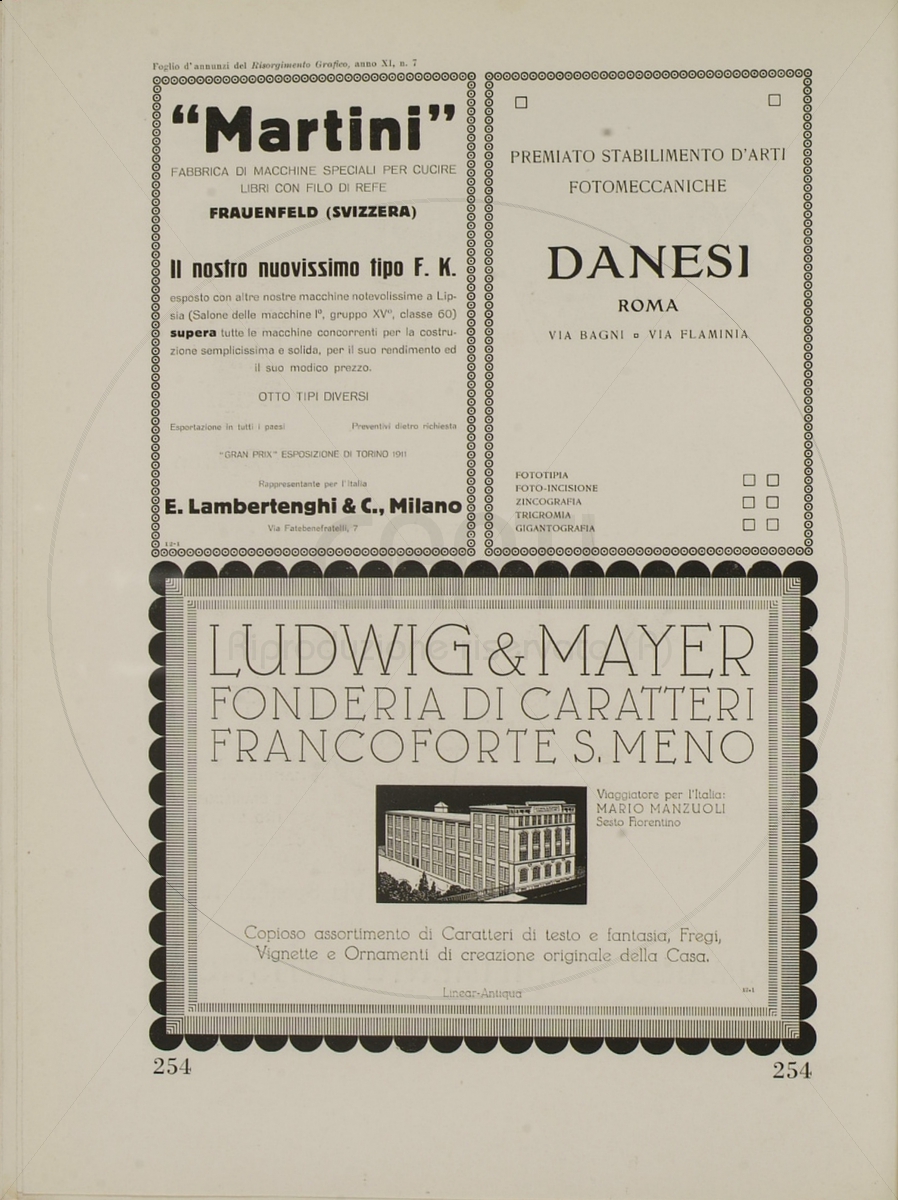 Foglio d'annunzi del Risorgimento Grafico, anno XI, n. 7
"Martini"
FABBRICA DI MACCHINE SPECIALI PER CUCIRE
LIBRI CON FILO DI REFE
FRAUENFELD (SVIZZERA)
Il nostro nuovissimo tipo F. K.
esposto con altre nostre macchine notevolissime a Lip-
sia (Salone delle macchine Iº, gruppo XVº, classe 60)
supera tutte le macchine concorrenti per la costru-
zione semplicissima e solida, per il suo rendimento ed
il suo modico prezzo.
OTTO TIPI DIVERSI
Esportazione in tutti i paesi Preventivi dietro richiesta
"GRAN PRIX" ESPOSIZIONE DI TORINO 1911
Rappresentante per l'Italia
E. Lambertenghi & C., Milano
Via Fatebenefratelli, 7
12-1
PREMIATO STABILIMENTO D'ARTI
FOTOMECCANICHE
DANESI
ROMA
VIA BAGNI ▫ VIA FLAMINIA
FOTOTIPIA
FOTO-INCISIONE
ZINCOGRAFIA
TRICROMIA
GIGANTOGRAFIA
LUDWIG & MAYER
FONDERIA DI CARATTERI
FRANCOFORTE S. MENO
Viaggiatore per l'Italia:
MARIO MANZUOLI
Sesto Fiorentino
Copioso assortimento di Caratteri di testo e fantasia, Fregi,
Vignette e Ornamenti di creazione originale della Casa.
Linear-Antiqua
254
254
Riproduzione riservata